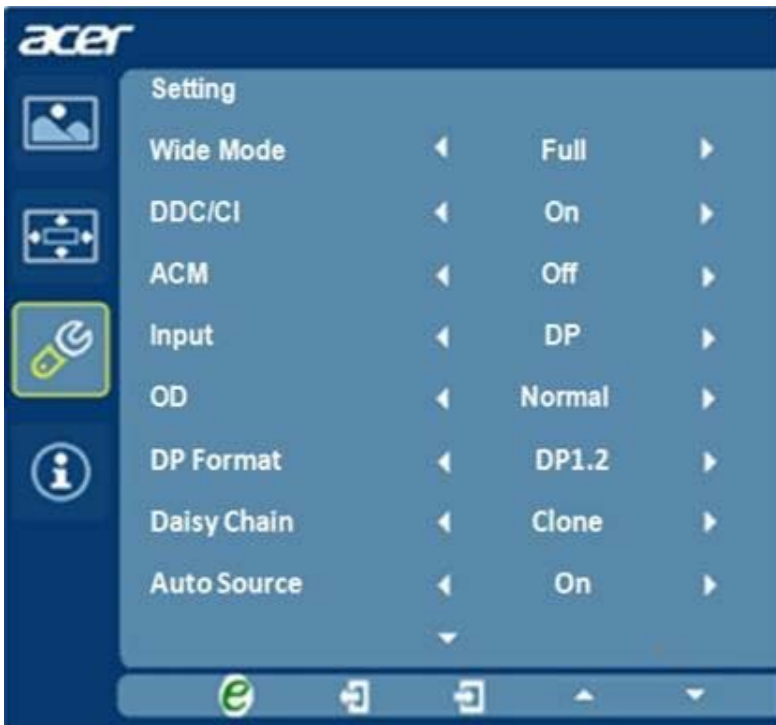 acer
Setting
Wide Mode Full
DDC/CI On
ACM Off
Input DP
OD Normal
DP Format DP1.2
Daisy Chain Clone
Auto Source On
e